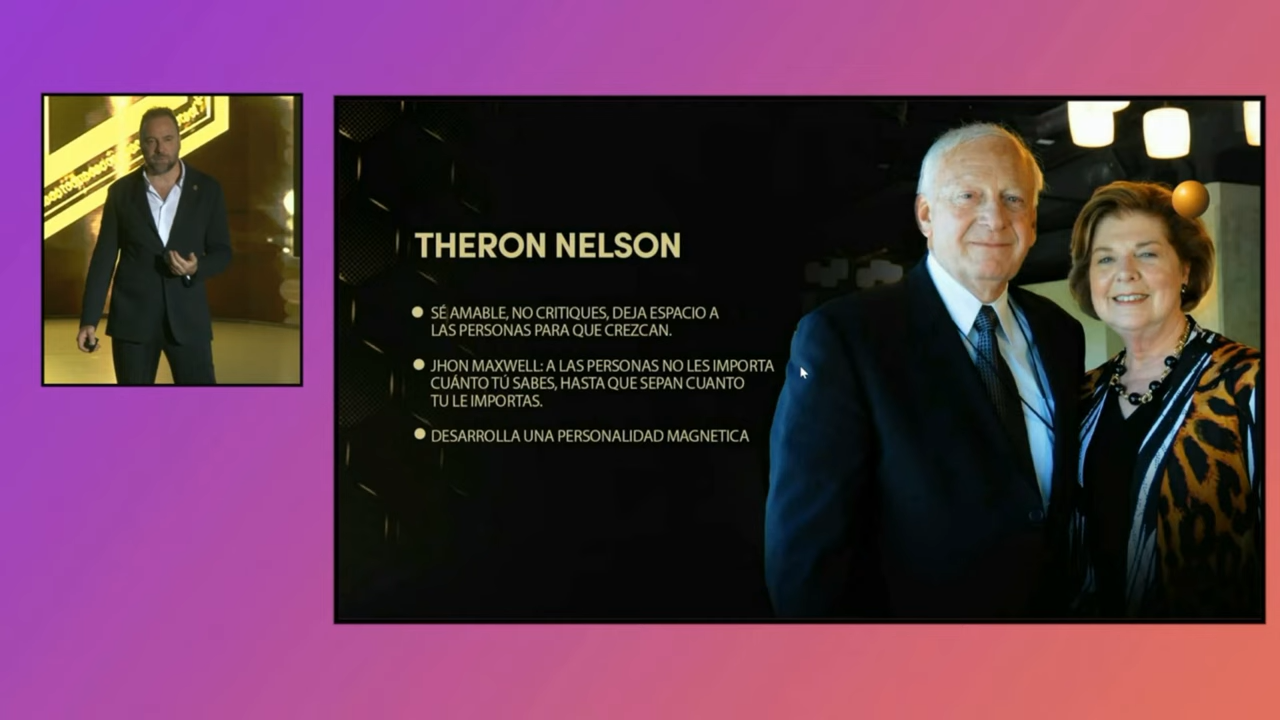 THERON NELSON
SÉ AMABLE, NO CRITIQUES, DEJA ESPACIO A
LAS PERSONAS PARA QUE CREZCAN.
JHON MAXWELL: A LAS PERSONAS NO LES IMPORTA
CUÁNTO TÚ SABES, HASTA QUE SEPAN CUANTO
TU LE IMPORTAS.
DESARROLLA UNA PERSONALIDAD MAGNETICA